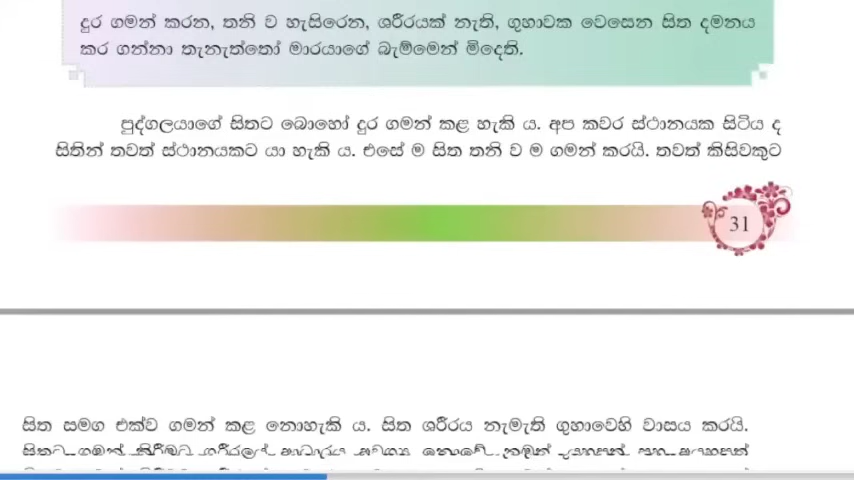 දුර ගමන් කරන, තනි ව හැසිරෙන, ශරීරයක් නැති, ගුහාවක වෙසෙන සිත දමනය
කර ගන්නා තැනැත්තෝ මාරයාගේ බැම්මෙන් මිදෙති.
පුද්ගලයාගේ සිතට බොහෝ දුර ගමන් කළ හැකි ය. අප කවර ස්ථානයක සිටිය ද
සිතින් තවත් ස්ථානයකට යා හැකි ය. එසේ ම සිත තනි ව ම ගමන් කරයි. තවත් කිසිවකුට
31
සිත සමග එක්ව ගමන් කළ නොහැකි ය. සිත ශරීරය නැමැති ගුහාවෙහි වාසය කරයි.